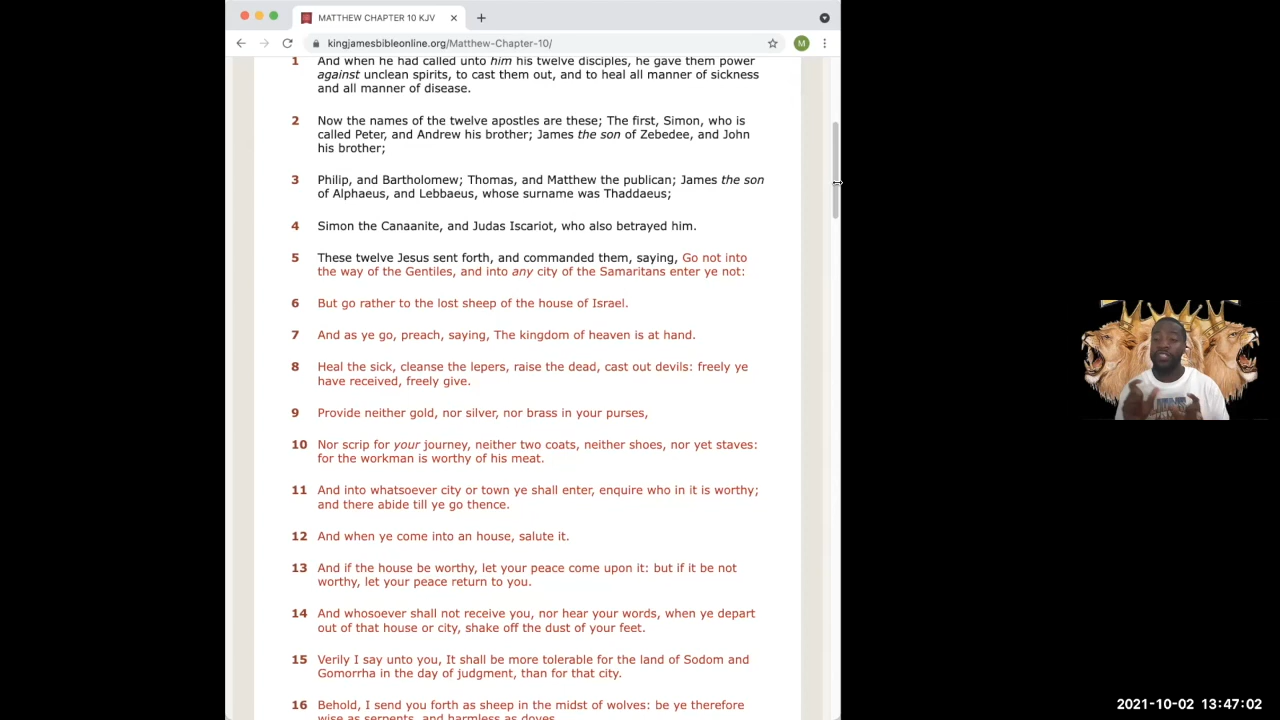 MATTHEW CHAPTER 10 KJV
kingjamesbibleonline.org/Matthew-Chapter-10/
M
1 And when he had called unto him his twelve disciples, he gave them power
against unclean spirits, to cast them out, and to heal all manner of sickness
and all manner of disease.
2 Now the names of the twelve apostles are these; The first, Simon, who is
called Peter, and Andrew his brother; James the son of Zebedee, and John
his brother;
3 Philip, and Bartholomew; Thomas, and Matthew the publican; James the son
of Alphaeus, and Lebbaeus, whose surname was Thaddaeus;
4 Simon the Canaanite, and Judas Iscariot, who also betrayed him.
5 These twelve Jesus sent forth, and commanded them, saying, Go not into
the way of the Gentiles, and into any city of the Samaritans enter ye not:
6 But go rather to the lost sheep of the house of Israel.
7 And as ye go, preach, saying, The kingdom of heaven is at hand.
8 Heal the sick, cleanse the lepers, raise the dead, cast out devils: freely ye
have received, freely give.
9 Provide neither gold, nor silver, nor brass in your purses,
10 Nor scrip for your journey, neither two coats, neither shoes, nor yet staves:
for the workman is worthy of his meat.
11 And into whatsoever city or town ye shall enter, enquire who in it is worthy;
and there abide till ye go thence.
12 And when ye come into an house, salute it.
13 And if the house be worthy, let your peace come upon it: but if it be not
worthy, let your peace return to you.
14 And whosoever shall not receive you, nor hear your words, when ye depart
out of that house or city, shake off the dust of your feet.
15 Verily I say unto you, It shall be more tolerable for the land of Sodom and
Gomorrha in the day of judgment, than for that city.
16 Behold, I send you forth as sheep in the midst of wolves: be ye therefore
wise as serpents, and harmless as doves.
2021-10-02 13:47:02